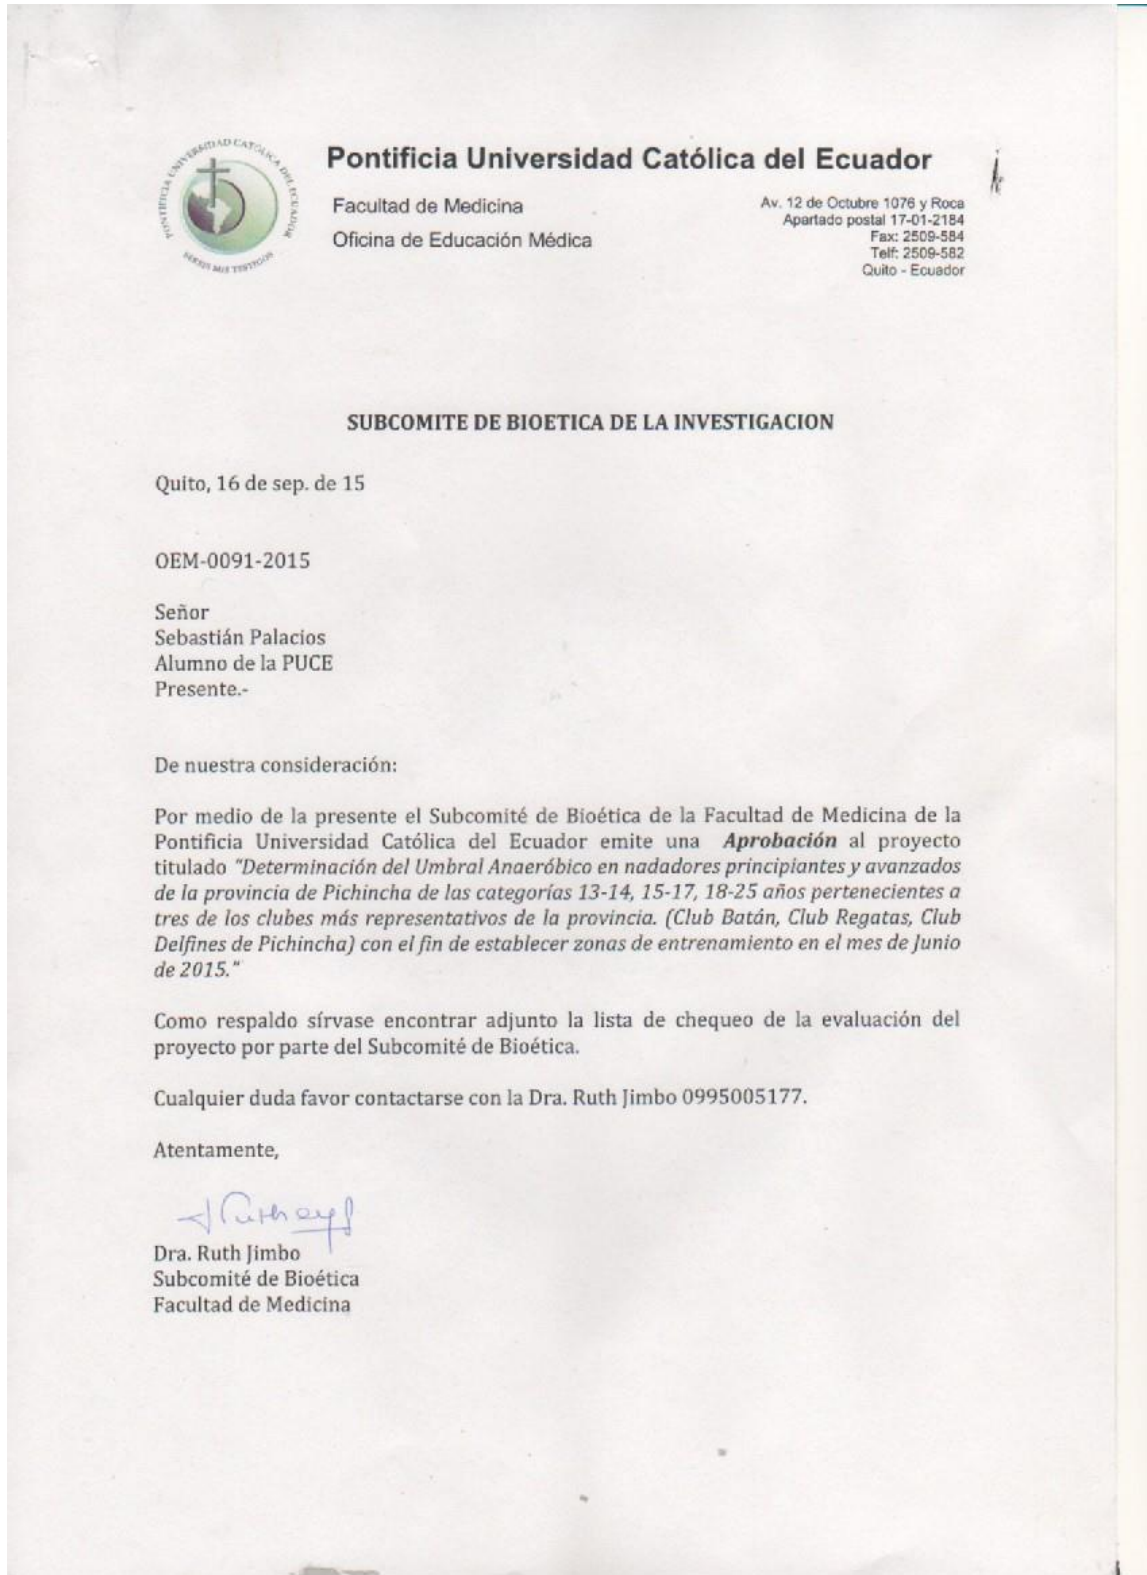 PONTIFICIA UNIVERSIDAD CATOLICA DEL ECUADOR
SEREIS MIS TESTIGOS
Pontificia Universidad Católica del Ecuador
Facultad de Medicina
Oficina de Educación Médica
Av. 12 de Octubre 1076 y Roca
Apartado postal 17-01-2184
Fax: 2509-584
Telf: 2509-582
Quito - Ecuador
SUBCOMITE DE BIOETICA DE LA INVESTIGACION
Quito, 16 de sep. de 15
OEM-0091-2015
Señor
Sebastián Palacios
Alumno de la PUCE
Presente.-
De nuestra consideración:
Por medio de la presente el Subcomité de Bioética de la Facultad de Medicina de la
Pontificia Universidad Católica del Ecuador emite una Aprobación al proyecto
titulado "Determinación del Umbral Anaeróbico en nadadores principiantes y avanzados
de la provincia de Pichincha de las categorías 13-14, 15-17, 18-25 años pertenecientes a
tres de los clubes más representativos de la provincia. (Club Batán, Club Regatas, Club
Delfines de Pichincha) con el fin de establecer zonas de entrenamiento en el mes de Junio
de 2015."
Como respaldo sírvase encontrar adjunto la lista de chequeo de la evaluación del
proyecto por parte del Subcomité de Bioética.
Cualquier duda favor contactarse con la Dra. Ruth Jimbo 0995005177.
Atentamente,
Dra. Ruth Jimbo
Subcomité de Bioética
Facultad de Medicina